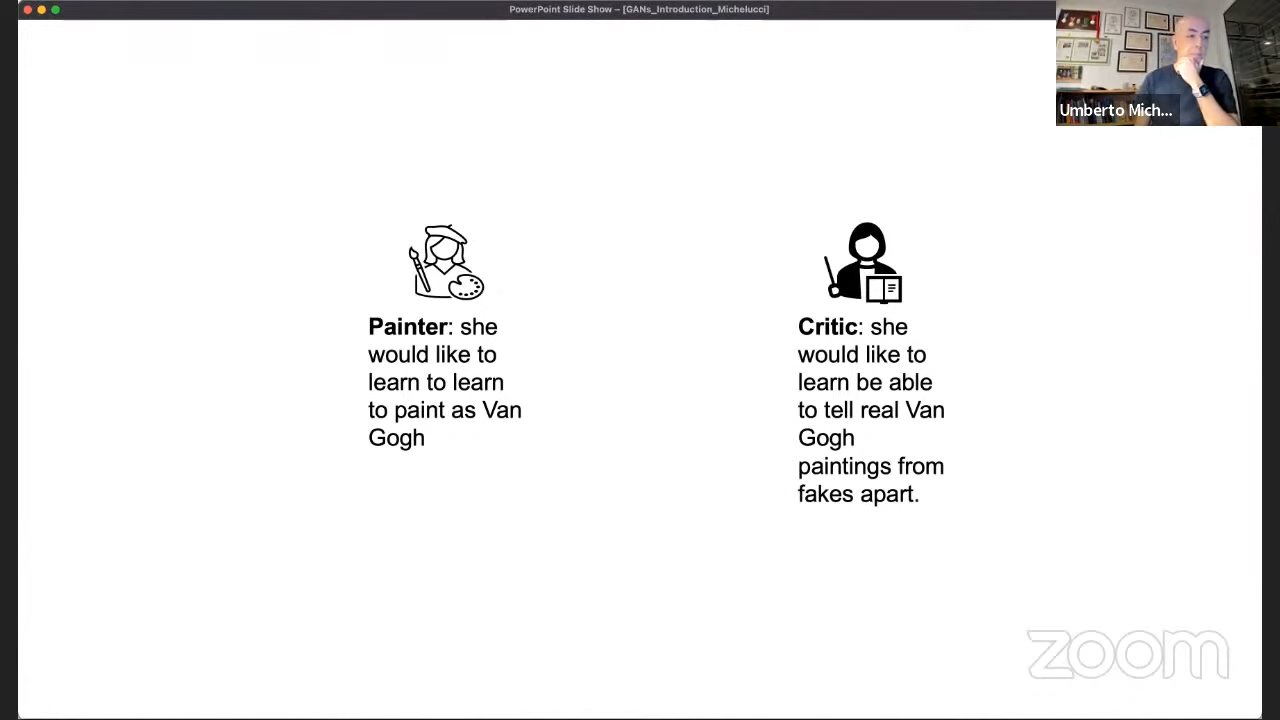 PowerPoint Slide Show – [GANs_Introduction_Michelucci]
Umberto Mich...
Painter: she
would like to
learn to learn
to paint as Van
Gogh
Critic: she
would like to
learn be able
to tell real Van
Gogh
paintings from
fakes apart.
zoom